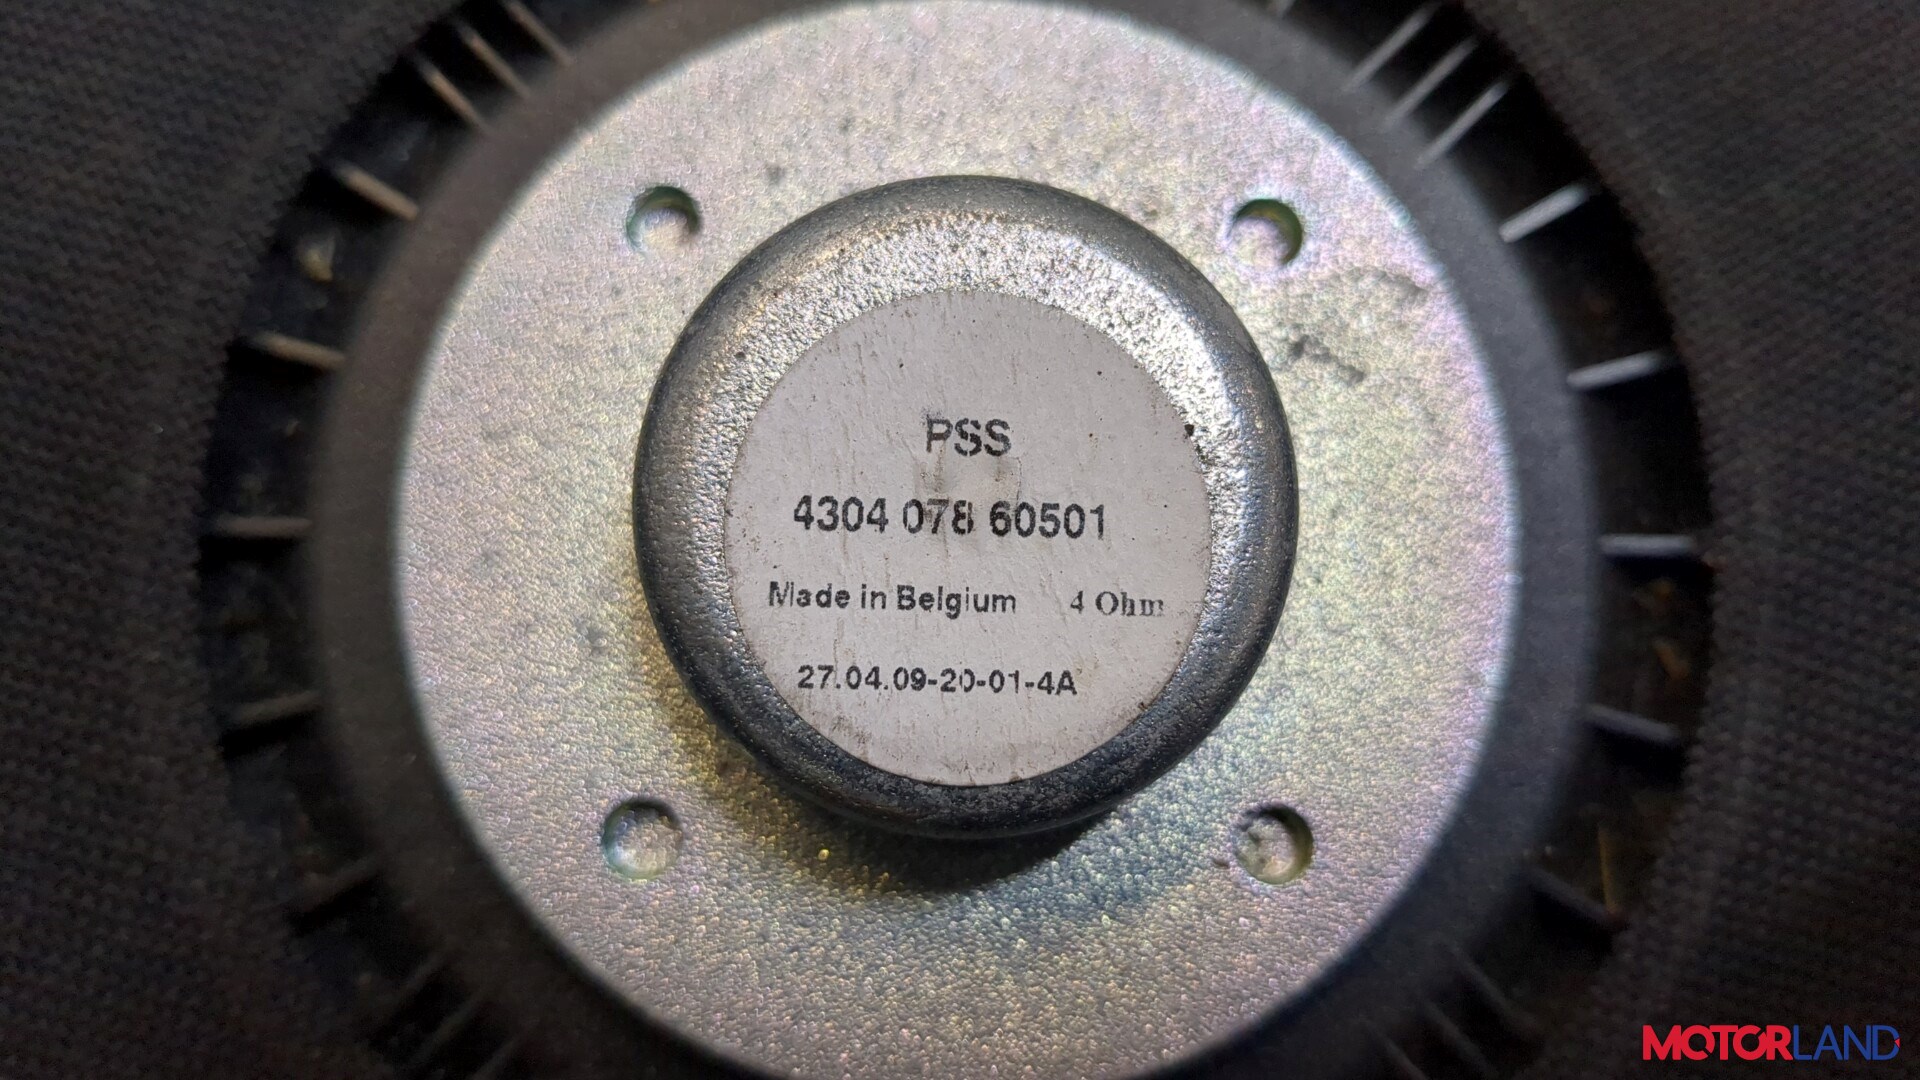 PSS
4304 078 60501
Made in Belgium 4 Ohm
27.04.09-20-01-4A
MOTORLAND